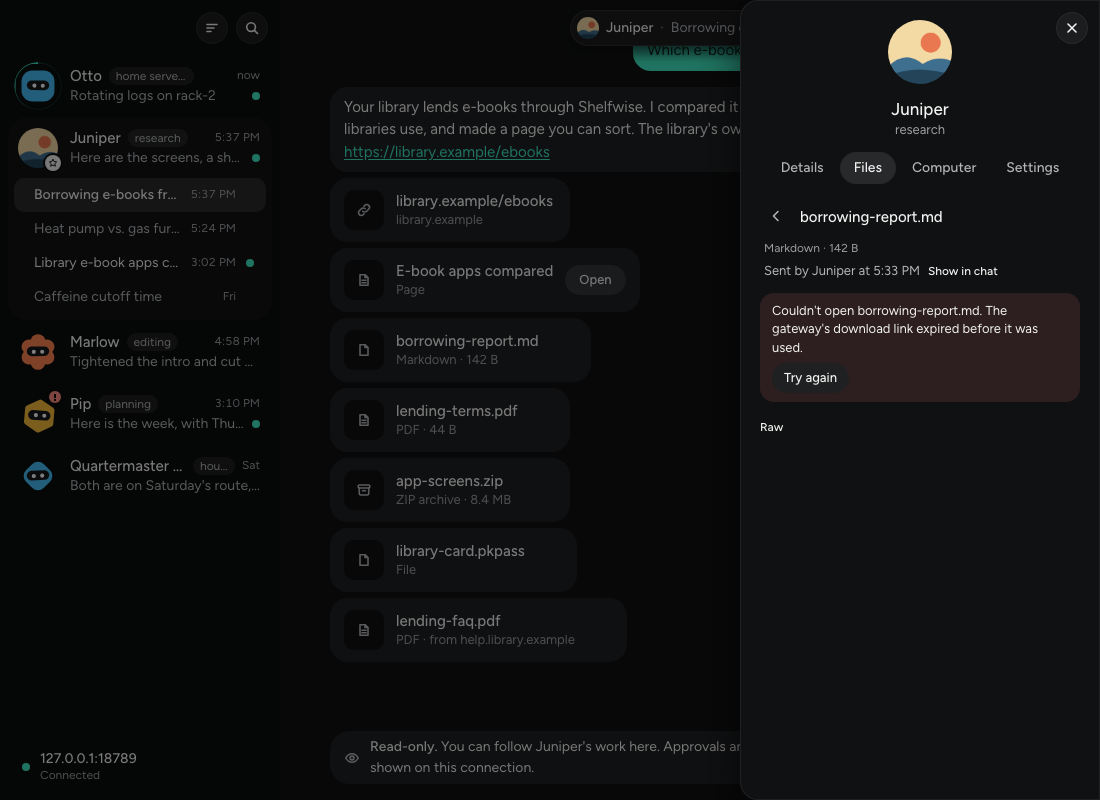 Otto home serve... now
Rotating logs on rack-2
Juniper research 5:37 PM
Here are the screens, a sh...
Borrowing e-books fr... 5:37 PM
Heat pump vs. gas fur... 5:24 PM
Library e-book apps c... 3:02 PM
Caffeine cutoff time Fri
Marlow editing 4:58 PM
Tightened the intro and cut ...
Pip planning 3:10 PM
Here is the week, with Thu...
Quartermaster ... hou... Sat
Both are on Saturday's route,...
127.0.0.1:18789
Connected
Juniper · Borrowing
Which e-book
Your library lends e-books through Shelfwise. I compared it
libraries use, and made a page you can sort. The library's ow
https://library.example/ebooks
library.example/ebooks
library.example
E-book apps compared
Page
Open
borrowing-report.md
Markdown · 142 B
lending-terms.pdf
PDF · 44 B
app-screens.zip
ZIP archive · 8.4 MB
library-card.pkpass
File
lending-faq.pdf
PDF · from help.library.example
Read-only. You can follow Juniper's work here. Approvals ar
shown on this connection.
Juniper
research
Details Files Computer Settings
borrowing-report.md
Markdown · 142 B
Sent by Juniper at 5:33 PM Show in chat
Couldn't open borrowing-report.md. The
gateway's download link expired before it was
used.
Try again
Raw